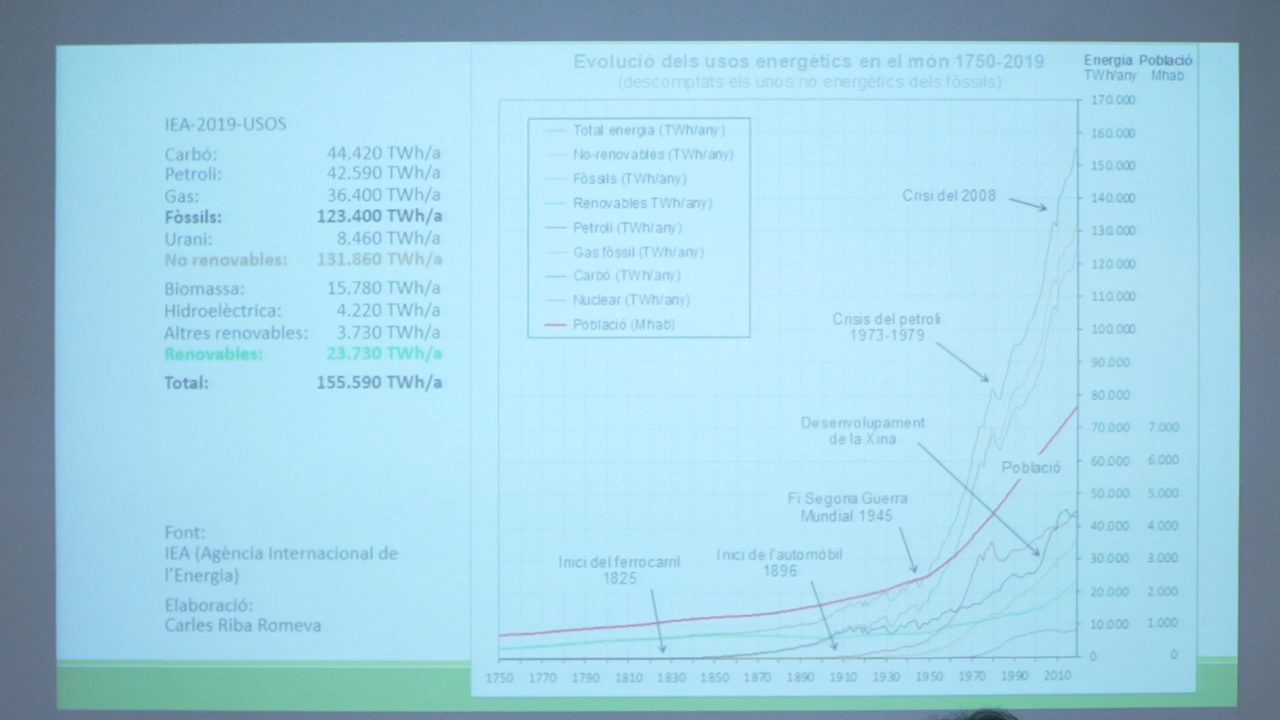 IEA-2019-USOS
Carbó: 44.420 TWh/a
Petroli: 42.590 TWh/a
Gas: 36.400 TWh/a
Fòssils: 123.400 TWh/a
Urani: 8.460 TWh/a
No renovables: 131.860 TWh/a
Biomassa: 15.780 TWh/a
Hidroelèctrica: 4.220 TWh/a
Altres renovables: 3.730 TWh/a
Renovables: 23.730 TWh/a
Total: 155.590 TWh/a
Font:
IEA (Agència Internacional de
l'Energia)
Elaboració:
Carles Riba Romeva
Evolució dels usos energètics en el món 1750-2019
(descomptats els unos no energètics dels fòssils)
Energia Població
TWh/any Mhab
Total energia (TWh/any)
No-renovables (TWh/any)
Fòssils (TWh/any)
Renovables TWh/any)
Petroli (TWh/any)
Gas fòssil (TWh/any)
Carbó (TWh/any)
Nuclear (TWh/any)
Població (Mhab)
Crisi del 2008
Crisis del petroli
1973-1979
Desenvolupament
de la Xina
Població
Fi Segona Guerra
Mundial 1945
Inici del ferrocarril
1825
Inici de l'automòbil
1896
170.000
160.000
150.000
140.000
130.000
120.000
110.000
100.000
90.000
80.000
70.000 7.000
60.000 6.000
50.000 5.000
40.000 4.000
30.000 3.000
20.000 2.000
10.000 1.000
0 0
1750 1770 1790 1810 1830 1850 1870 1890 1910 1930 1950 1970 1990 2010